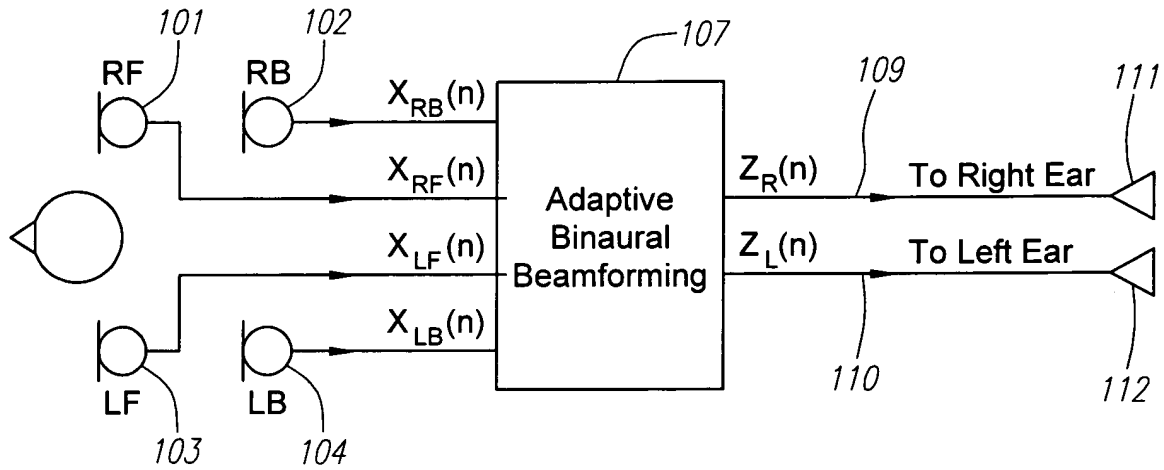 101
102
107
109
111
RF
RB
X_RB(n)
X_RF(n)
Z_R(n)
To Right Ear
Adaptive
Binaural
Beamforming
X_LF(n)
Z_L(n)
To Left Ear
X_LB(n)
LF
LB
103
104
110
112